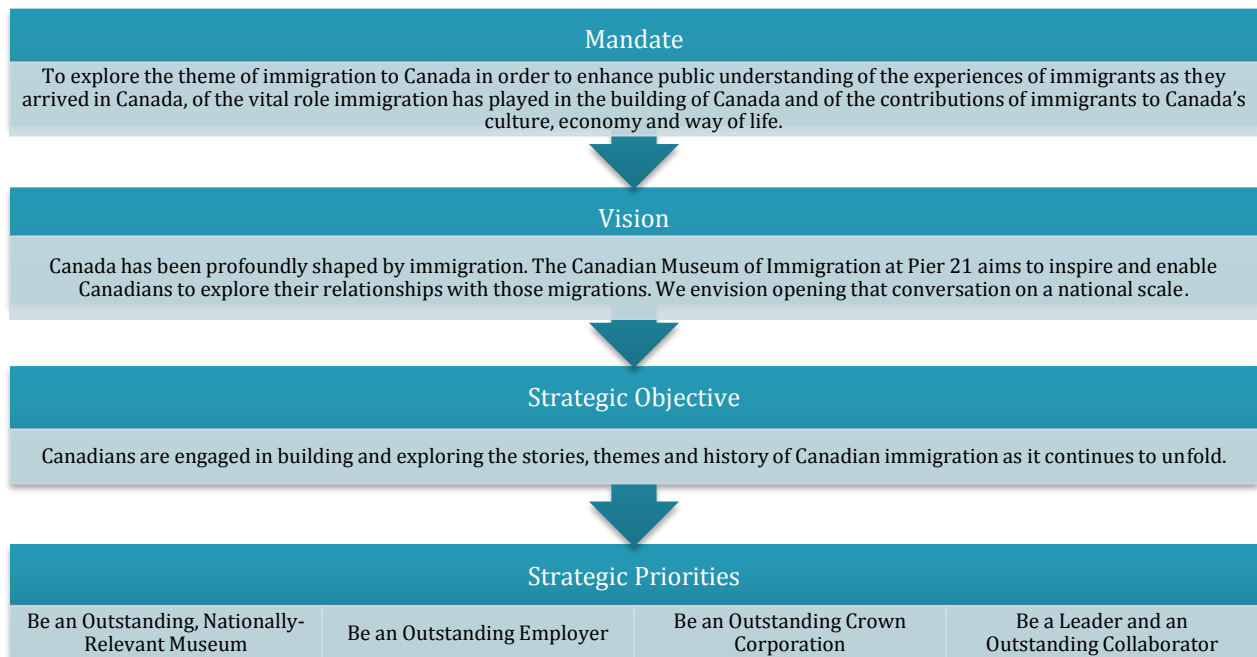 Mandate
To explore the theme of immigration to Canada in order to enhance public understanding of the experiences of immigrants as they
arrived in Canada, of the vital role immigration has played in the building of Canada and of the contributions of immigrants to Canada's
culture, economy and way of life.
Vision
Canada has been profoundly shaped by immigration. The Canadian Museum of Immigration at Pier 21 aims to inspire and enable
Canadians to explore their relationships with those migrations. We envision opening that conversation on a national scale.
Strategic Objective
Canadians are engaged in building and exploring the stories, themes and history of Canadian immigration as it continues to unfold.
Strategic Priorities
Be an Outstanding, Nationally-
Relevant Museum
Be an Outstanding Employer
Be an Outstanding Crown
Corporation
Be a Leader and an
Outstanding Collaborator